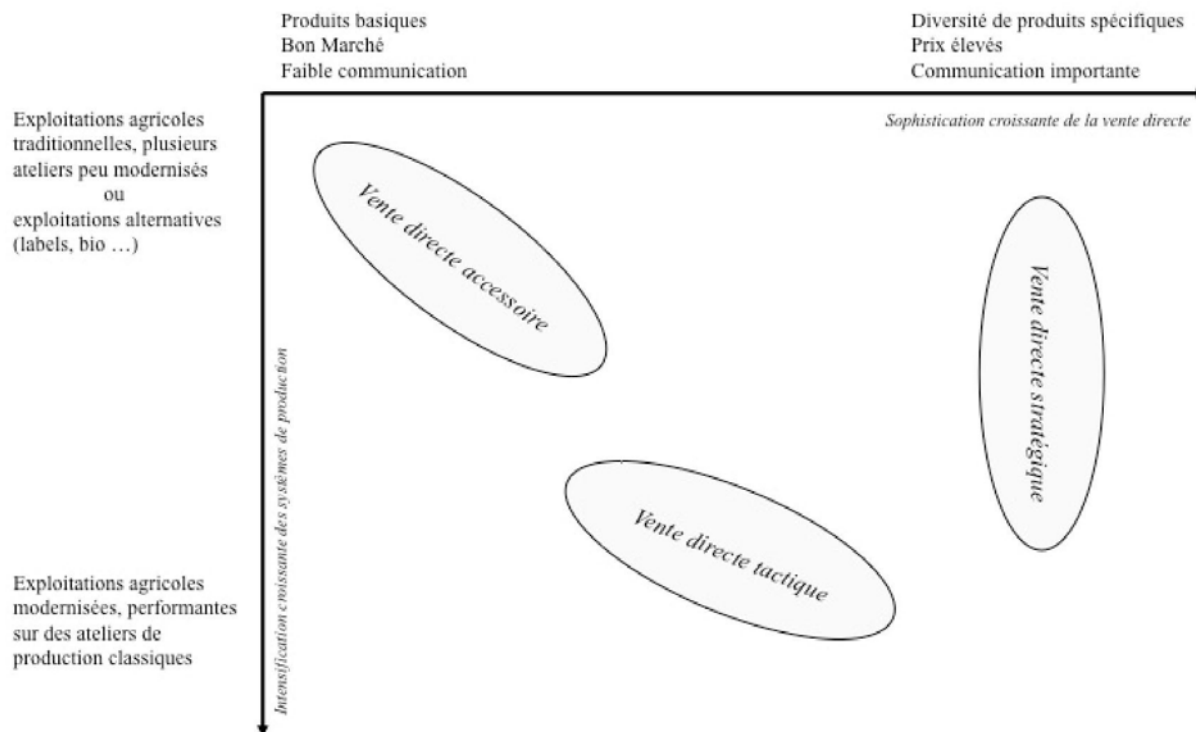 Produits basiques
Bon Marché
Faible communication
Diversité de produits spécifiques
Prix élevés
Communication importante
Sophistication croissante de la vente directe
Exploitations agricoles
traditionnelles, plusieurs
ateliers peu modernisés
ou
exploitations alternatives
(labels, bio …)
Vente directe accessoire
Vente directe stratégique
Intensification croissante des systèmes de production
Vente directe tactique
Exploitations agricoles
modernisées, performantes
sur des ateliers de
production classiques